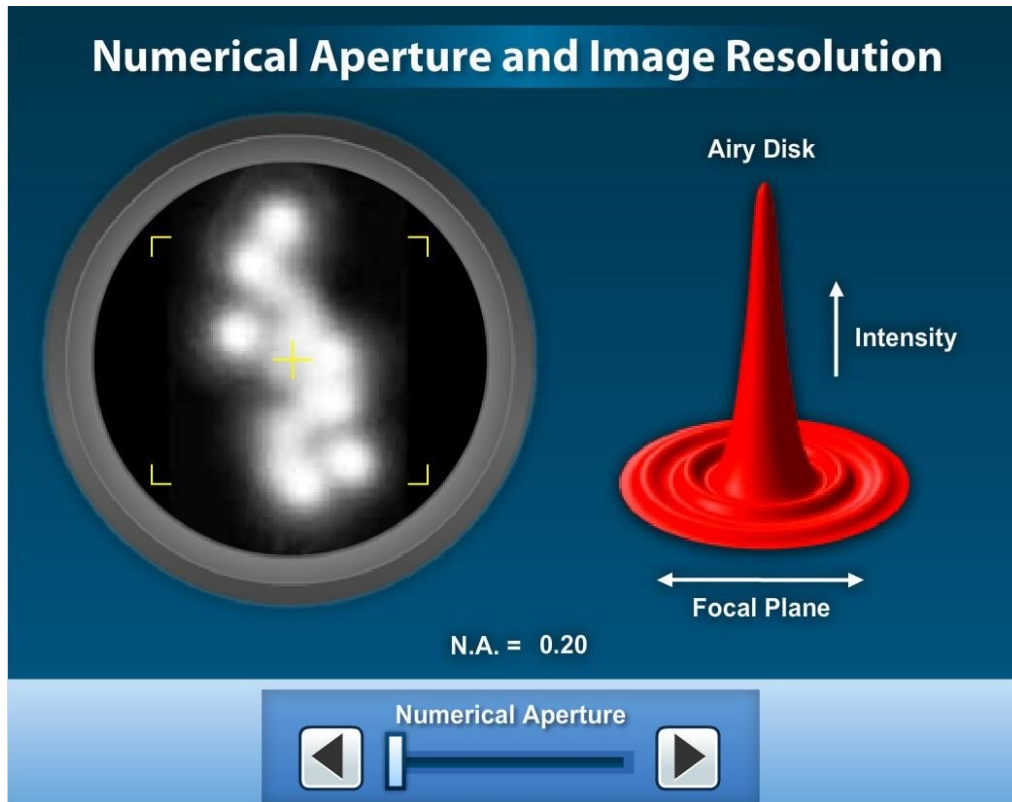 Numerical Aperture and Image Resolution
Airy Disk
Intensity
Focal Plane
N.A. = 0.20
Numerical Aperture